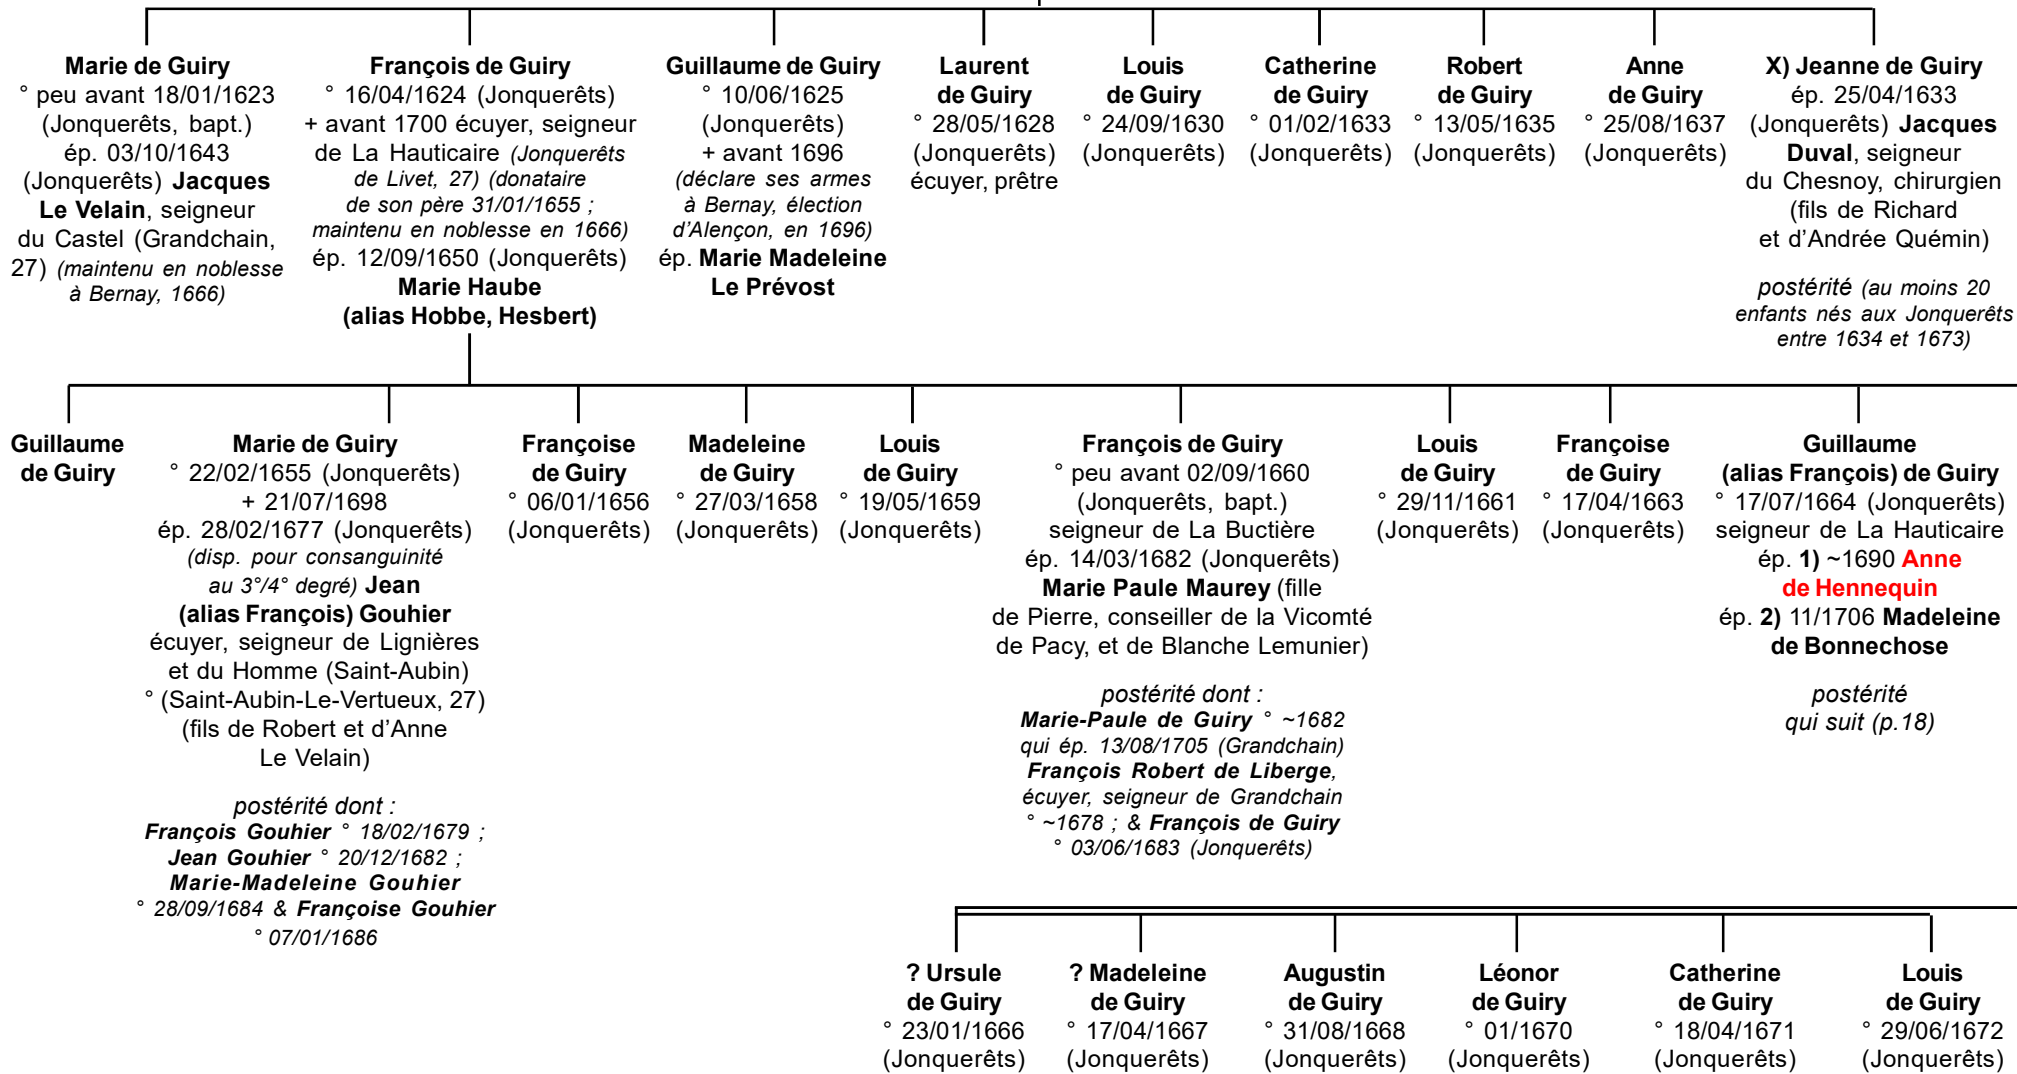 Marie de Guiry
° peu avant 18/01/1623
(Jonquerêts, bapt.)
ép. 03/10/1643
(Jonquerêts) Jacques
Le Velain, seigneur
du Castel (Grandchain,
27) (maintenu en noblesse
à Bernay, 1666)
François de Guiry
° 16/04/1624 (Jonquerêts)
+ avant 1700 écuyer, seigneur
de La Hauticaire (Jonquerêts
de Livet, 27) (donataire
de son père 31/01/1655 ;
maintenu en noblesse en 1666)
ép. 12/09/1650 (Jonquerêts)
Marie Haube
(alias Hobbe, Hesbert)
Guillaume de Guiry
° 10/06/1625
(Jonquerêts)
+ avant 1696
(déclare ses armes
à Bernay, élection
d'Alençon, en 1696)
ép. Marie Madeleine
Le Prévost
Laurent
de Guiry
° 28/05/1628
(Jonquerêts)
écuyer, prêtre
Louis
de Guiry
° 24/09/1630
(Jonquerêts)
Catherine
de Guiry
° 01/02/1633
(Jonquerêts)
Robert
de Guiry
° 13/05/1635
(Jonquerêts)
Anne
de Guiry
° 25/08/1637
(Jonquerêts)
X) Jeanne de Guiry
ép. 25/04/1633
(Jonquerêts) Jacques
Duval, seigneur
du Chesnoy, chirurgien
(fils de Richard
et d'Andrée Quémin)
postérité (au moins 20
enfants nés aux Jonquerêts
entre 1634 et 1673)
Guillaume
de Guiry
Marie de Guiry
° 22/02/1655 (Jonquerêts)
+ 21/07/1698
ép. 28/02/1677 (Jonquerêts)
(disp. pour consanguinité
au 3°/4° degré) Jean
(alias François) Gouhier
écuyer, seigneur de Lignières
et du Homme (Saint-Aubin)
° (Saint-Aubin-Le-Vertueux, 27)
(fils de Robert et d'Anne
Le Velain)
postérité dont :
François Gouhier ° 18/02/1679 ;
Jean Gouhier ° 20/12/1682 ;
Marie-Madeleine Gouhier
° 28/09/1684 & Françoise Gouhier
° 07/01/1686
Françoise
de Guiry
° 06/01/1656
(Jonquerêts)
Madeleine
de Guiry
° 27/03/1658
(Jonquerêts)
Louis
de Guiry
° 19/05/1659
(Jonquerêts)
François de Guiry
° peu avant 02/09/1660
(Jonquerêts, bapt.)
seigneur de La Buctière
ép. 14/03/1682 (Jonquerêts)
Marie Paule Maurey (fille
de Pierre, conseiller de la Vicomté
de Pacy, et de Blanche Lemunier)
postérité dont :
Marie-Paule de Guiry ° ~1682
qui ép. 13/08/1705 (Grandchain)
François Robert de Liberge,
écuyer, seigneur de Grandchain
° ~1678 ; & François de Guiry
° 03/06/1683 (Jonquerêts)
Louis
de Guiry
° 29/11/1661
(Jonquerêts)
Françoise
de Guiry
° 17/04/1663
(Jonquerêts)
Guillaume
(alias François) de Guiry
° 17/07/1664 (Jonquerêts)
seigneur de La Hauticaire
ép. 1) ~1690 Anne
de Hennequin
ép. 2) 11/1706 Madeleine
de Bonnechose
postérité
qui suit (p.18)
? Ursule
de Guiry
° 23/01/1666
(Jonquerêts)
? Madeleine
de Guiry
° 17/04/1667
(Jonquerêts)
Augustin
de Guiry
° 31/08/1668
(Jonquerêts)
Léonor
de Guiry
° 01/1670
(Jonquerêts)
Catherine
de Guiry
° 18/04/1671
(Jonquerêts)
Louis
de Guiry
° 29/06/1672
(Jonquerêts)